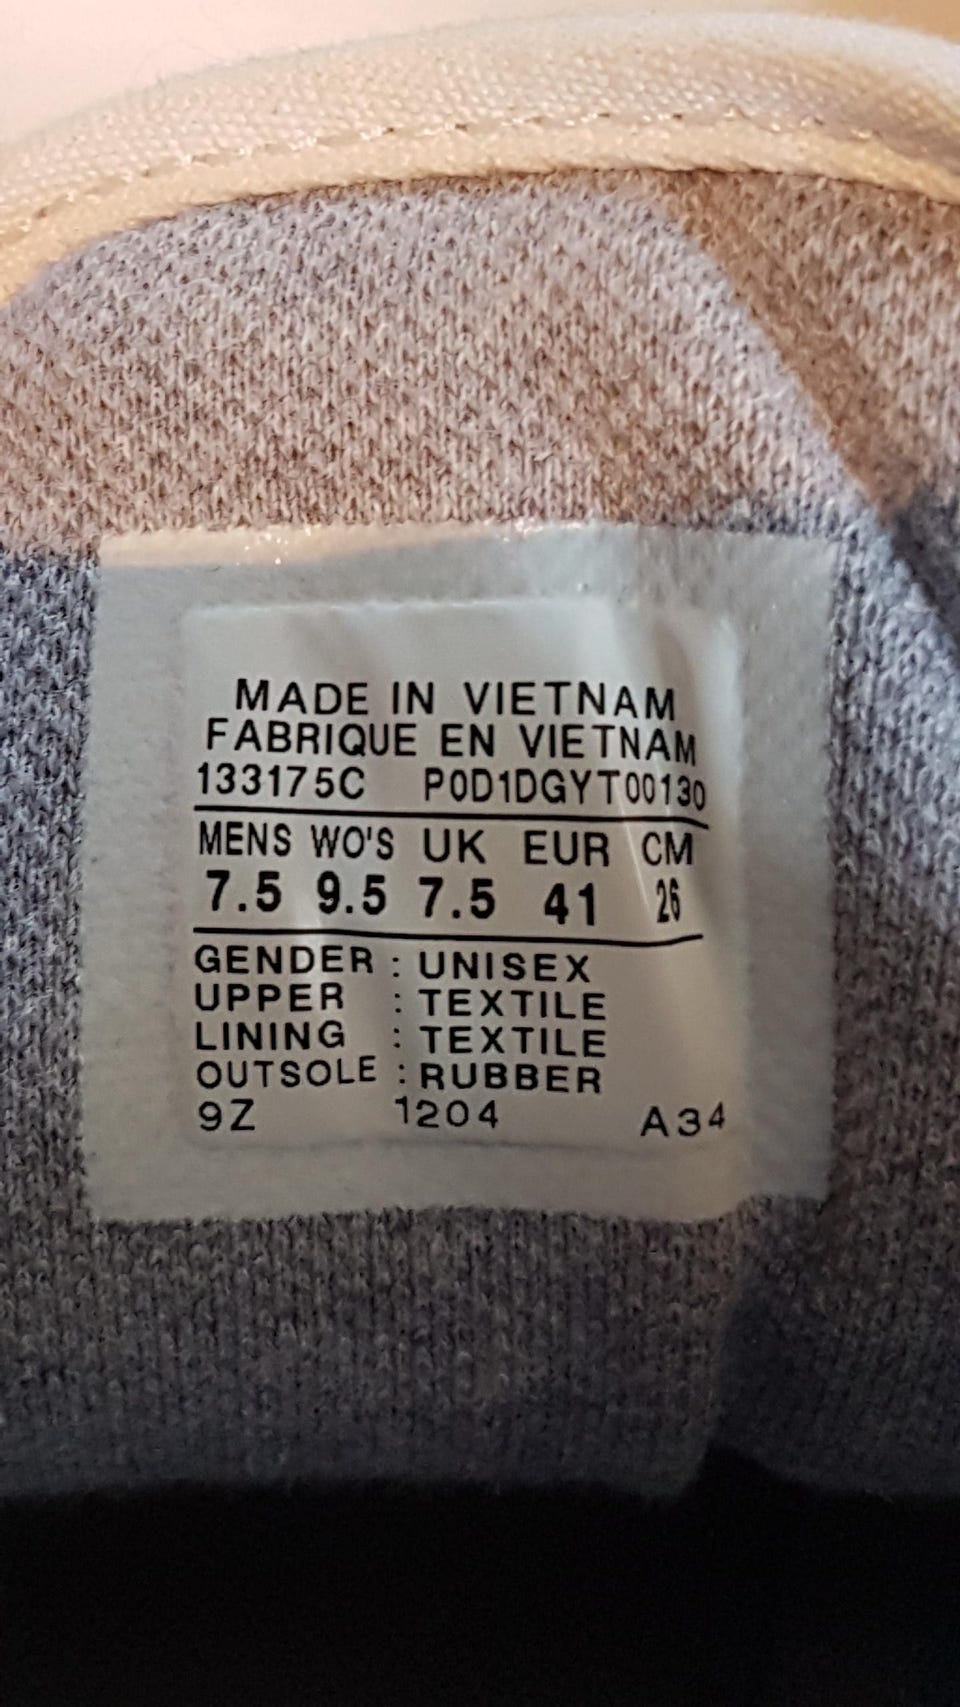 MADE IN VIETNAM
FABRIQUE EN VIETNAM
133175C P0D1DGYT00130
MENS WO'S UK EUR CM
7.5 9.5 7.5 41 26
GENDER : UNISEX
UPPER : TEXTILE
LINING : TEXTILE
OUTSOLE : RUBBER
9Z 1204 A34